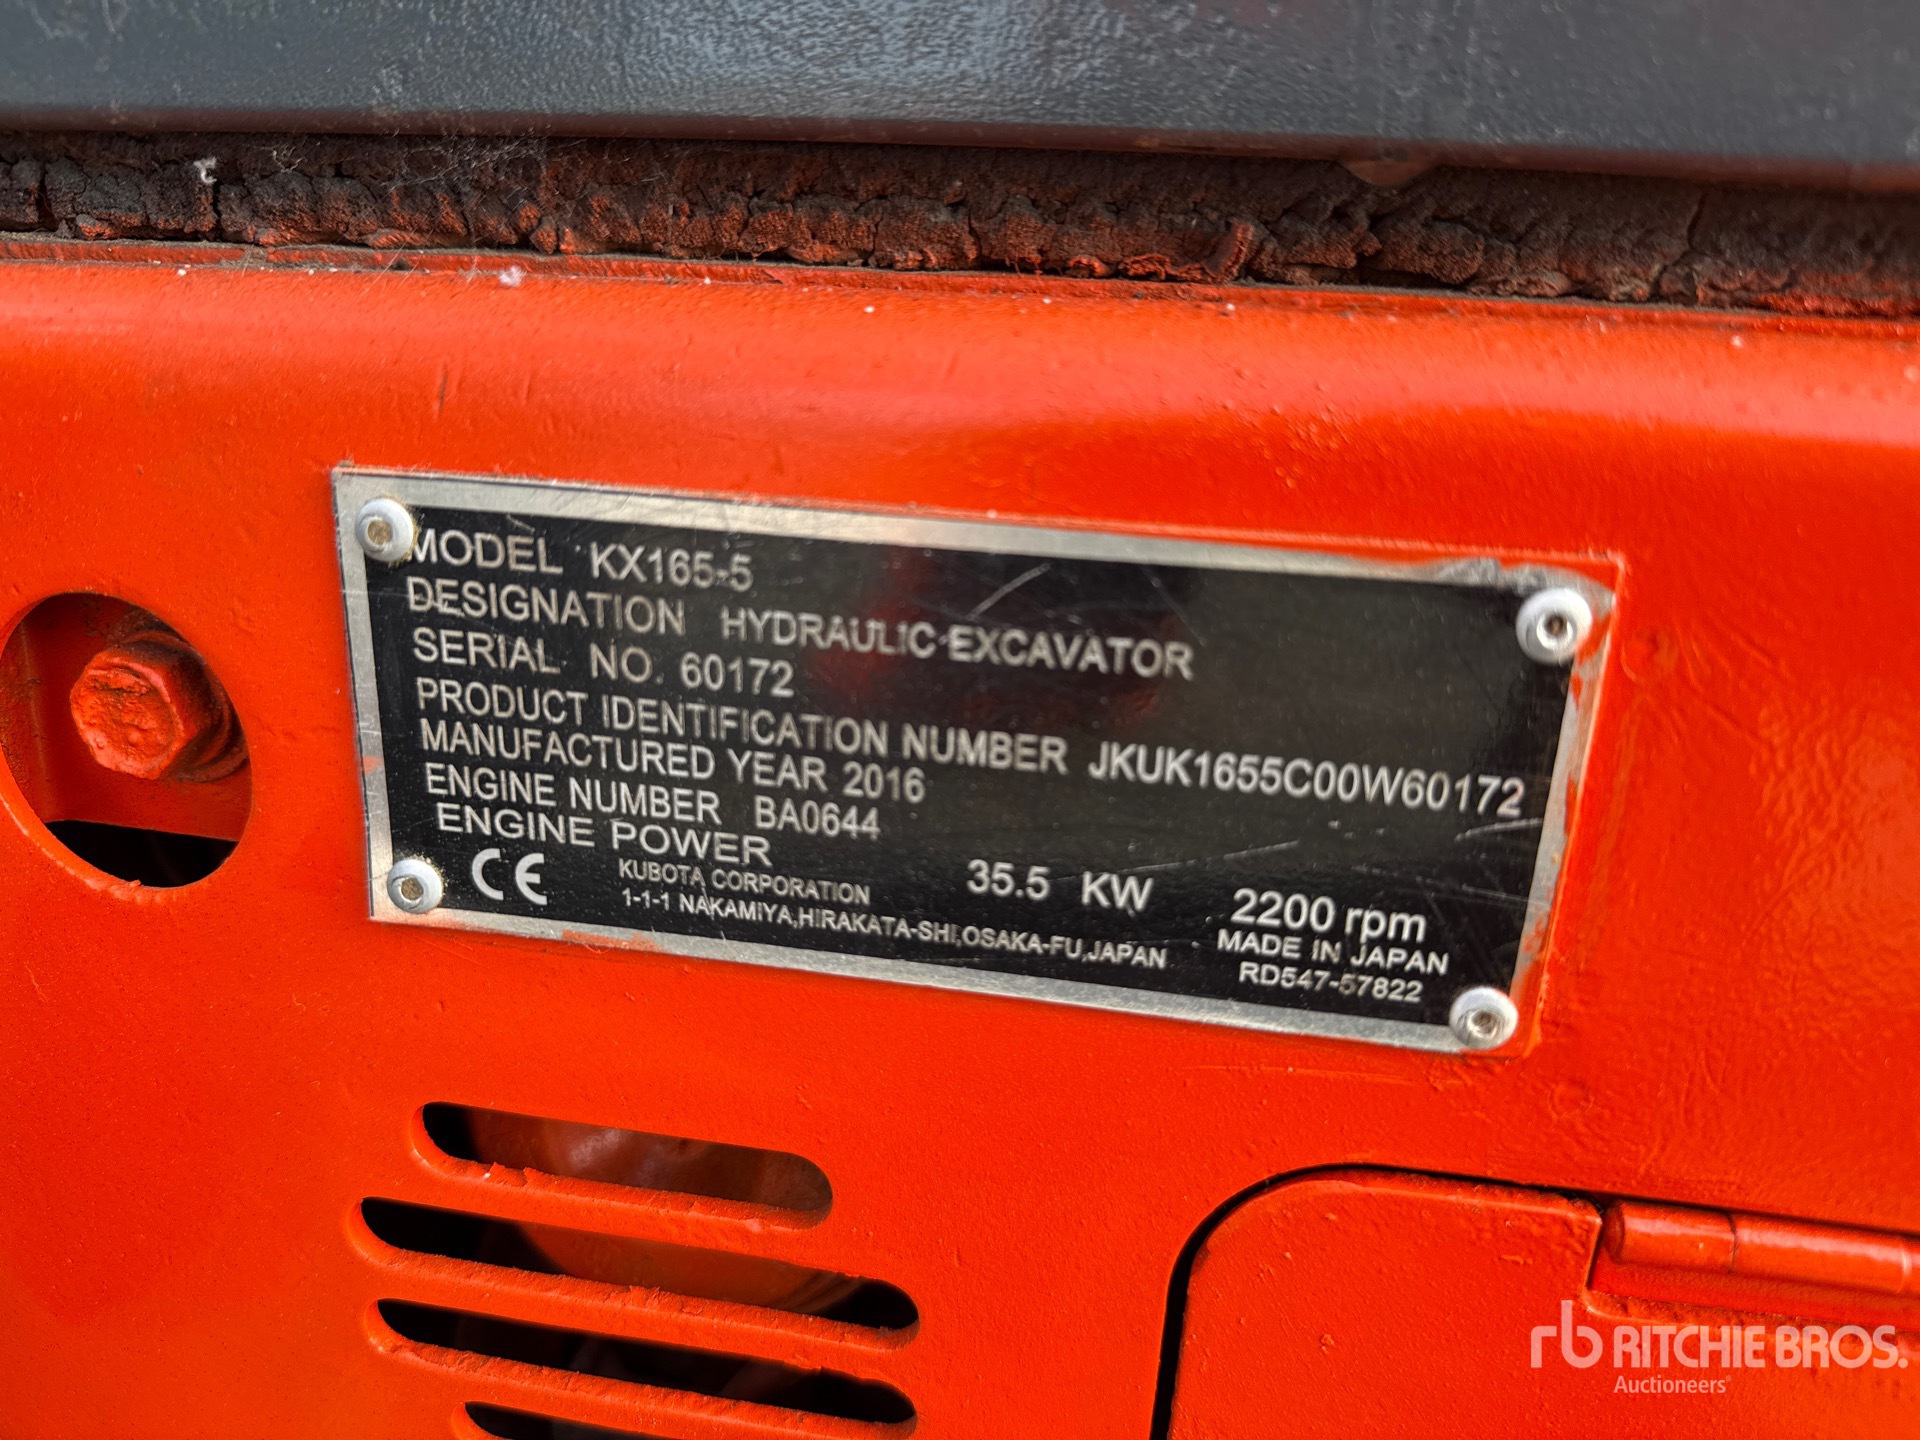 MODEL KX165-5
DESIGNATION HYDRAULIC EXCAVATOR
SERIAL NO. 60172
PRODUCT IDENTIFICATION NUMBER JKUK1655C00W60172
MANUFACTURED YEAR 2016
ENGINE NUMBER BA0644
ENGINE POWER 35.5 KW 2200 rpm
CE KUBOTA CORPORATION
1-1-1 NAKAMIYA,HIRAKATA-SHI,OSAKA-FU,JAPAN
MADE IN JAPAN
RD547-57822
rb RITCHIE BROS.
Auctioneers